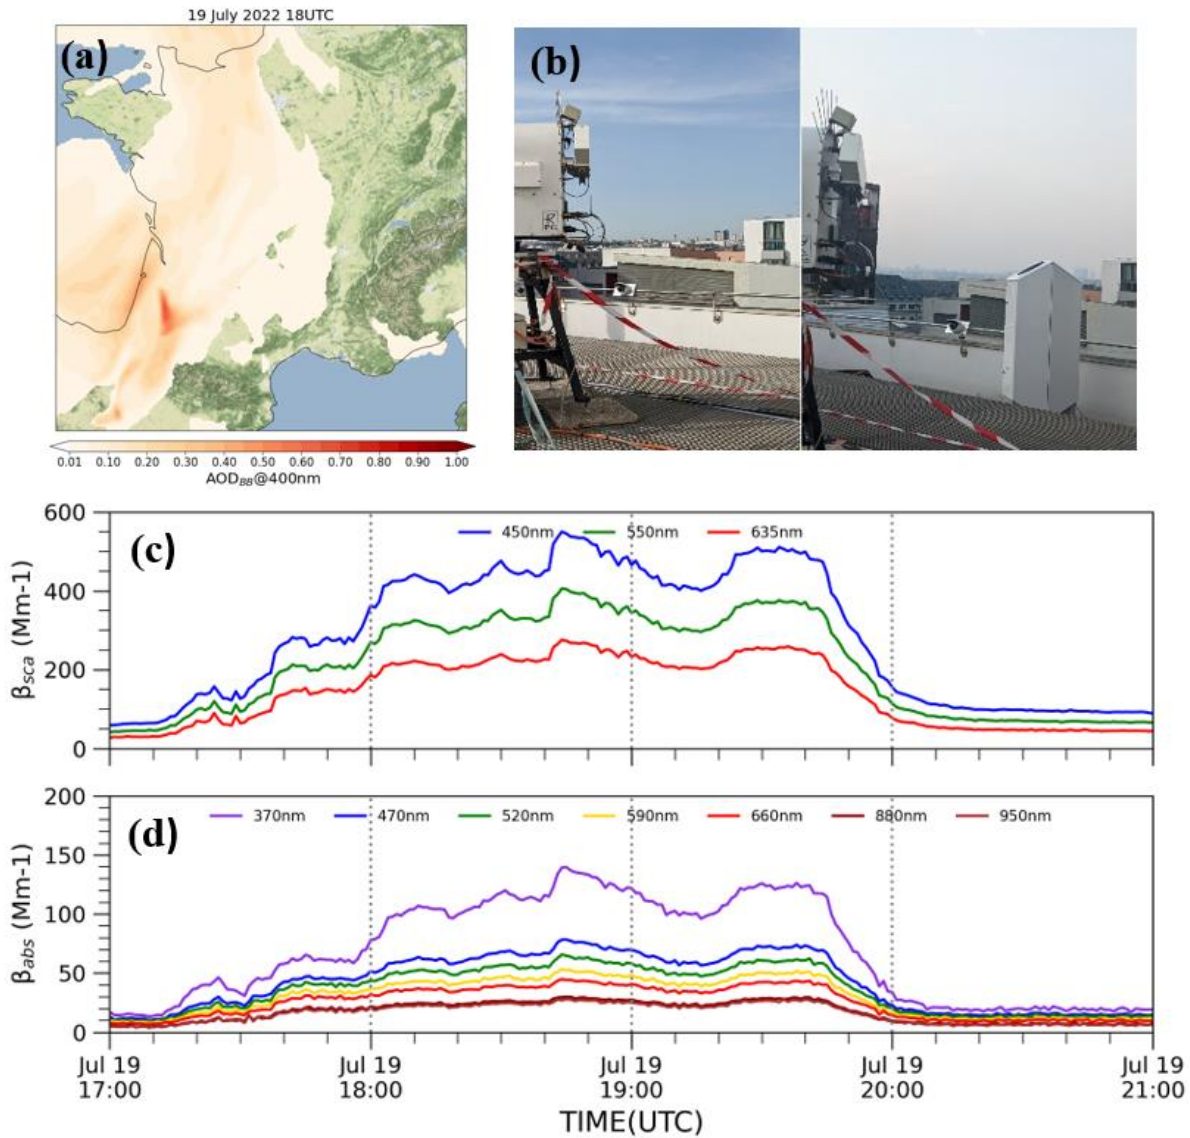 19 July 2022 18UTC
(a)
(b)
0.01 0.10 0.20 0.30 0.40 0.50 0.60 0.70 0.80 0.90 1.00
AOD_BB@400nm
(c)
450nm 550nm 635nm
600
400
200
0
β_sca (Mm-1)
(d)
370nm 470nm 520nm 590nm 660nm 880nm 950nm
200
150
100
50
0
β_abs (Mm-1)
Jul 19 Jul 19 Jul 19 Jul 19 Jul 19
17:00 18:00 19:00 20:00 21:00
TIME(UTC)